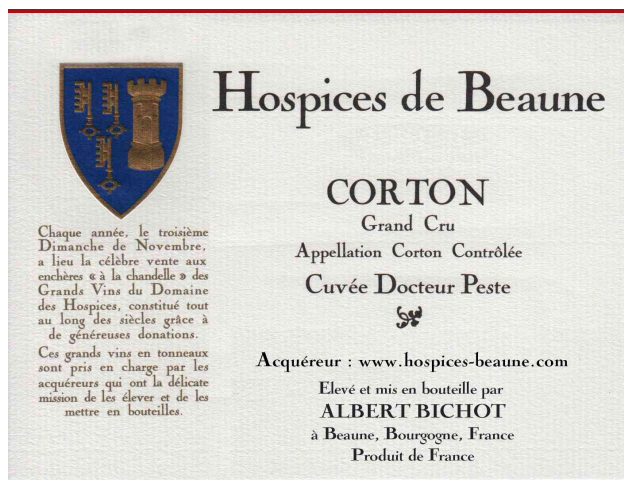 Hospices de Beaune
CORTON
Grand Cru
Appellation Corton Contrôlée
Cuvée Docteur Peste
Acquéreur : www.hospices-beaune.com
Elevé et mis en bouteille par
ALBERT BICHOT
à Beaune, Bourgogne, France
Produit de France
Chaque année, le troisième
Dimanche de Novembre,
a lieu la célèbre vente aux
enchères « à la chandelle » des
Grands Vins du Domaine
des Hospices, constitué tout
au long des siècles grâce à
de généreuses donations.
Ces grands vins en tonneaux
sont pris en charge par les
acquéreurs qui ont la délicate
mission de les élever et de les
mettre en bouteilles.